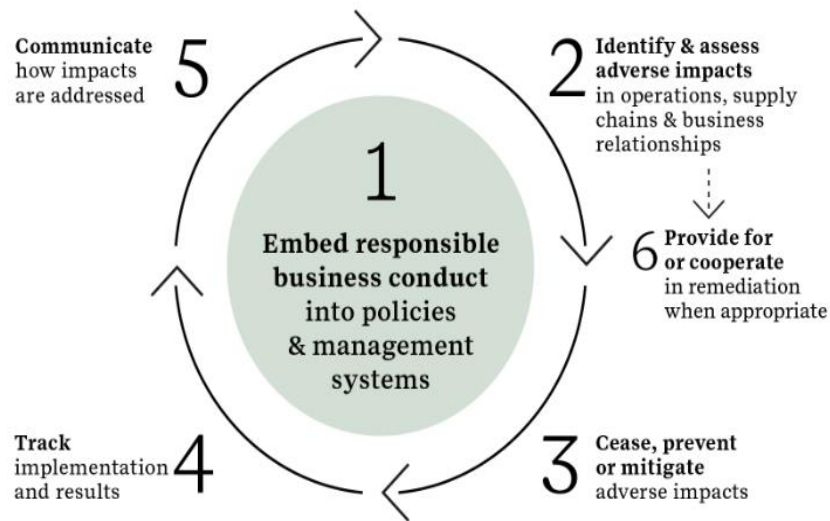 1
Embed responsible
business conduct
into policies
& management
systems
2
Identify & assess
adverse impacts
in operations, supply
chains & business
relationships
3
Cease, prevent
or mitigate
adverse impacts
4
Track
implementation
and results
5
Communicate
how impacts
are addressed
6
Provide for
or cooperate
in remediation
when appropriate